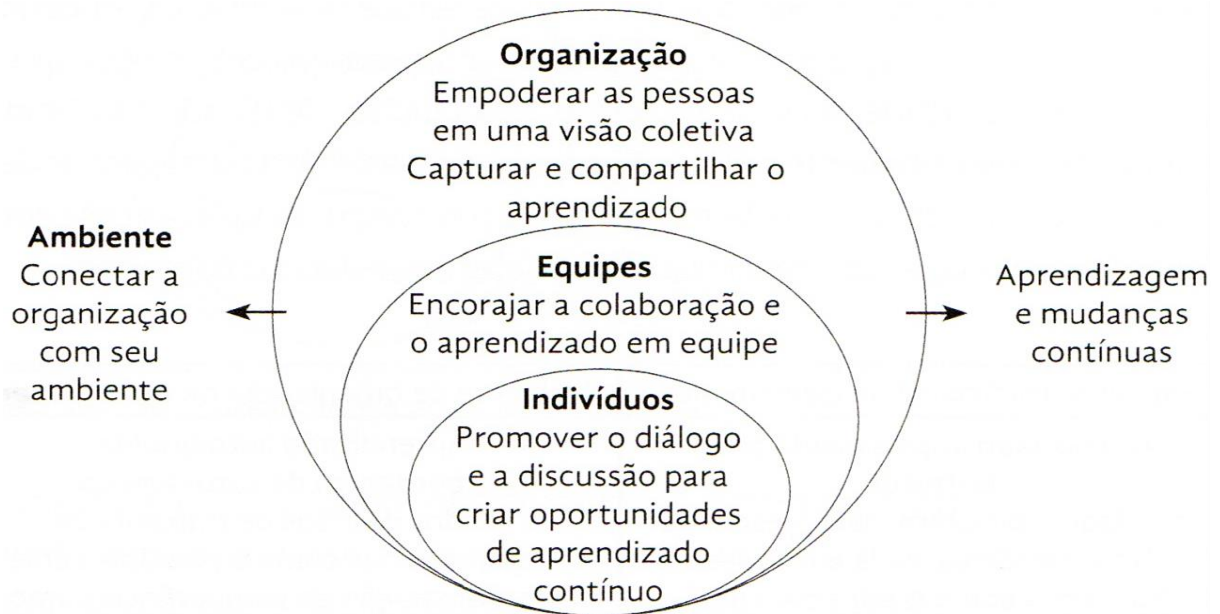 Organização
Empoderar as pessoas
em uma visão coletiva
Capturar e compartilhar o
aprendizado
Ambiente
Conectar a
organização
com seu
ambiente
Equipes
Encorajar a colaboração e
o aprendizado em equipe
Aprendizagem
e mudanças
contínuas
Indivíduos
Promover o diálogo
e a discussão para
criar oportunidades
de aprendizado
contínuo